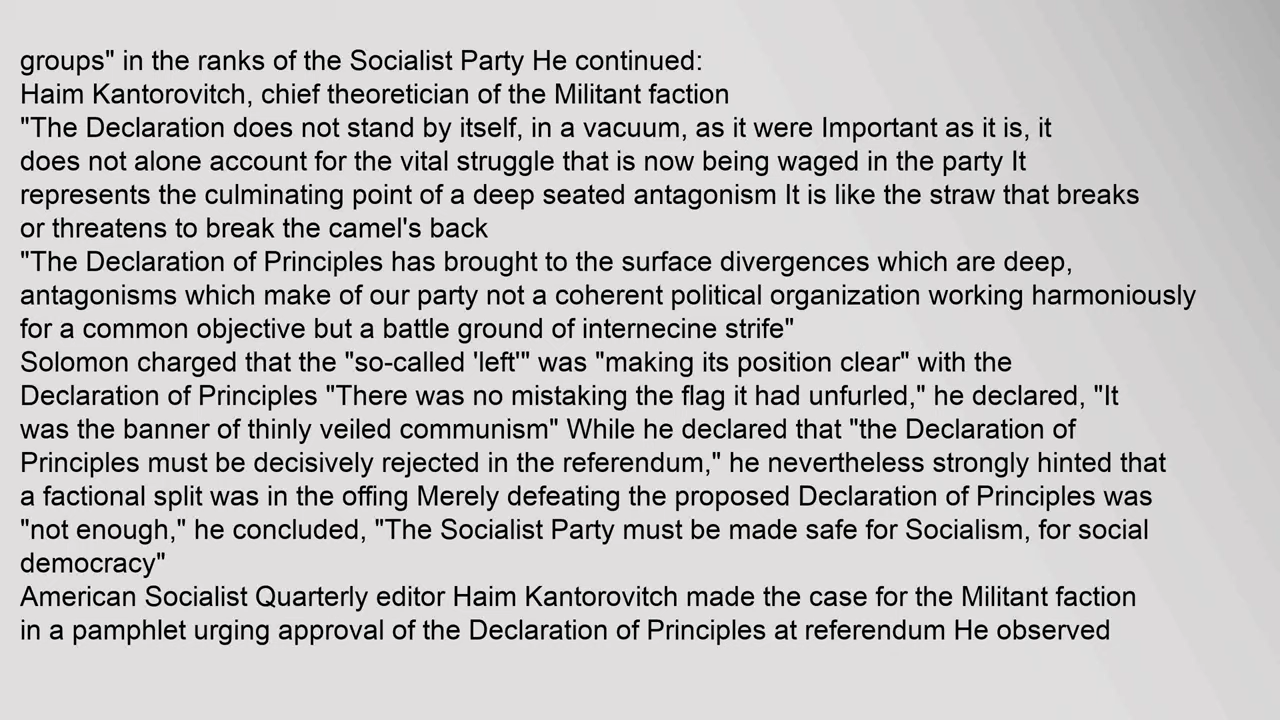 groups" in the ranks of the Socialist Party He continued:
Haim Kantorovitch, chief theoretician of the Militant faction
"The Declaration does not stand by itself, in a vacuum, as it were Important as it is, it
does not alone account for the vital struggle that is now being waged in the party It
represents the culminating point of a deep seated antagonism It is like the straw that breaks
or threatens to break the camel's back
"The Declaration of Principles has brought to the surface divergences which are deep,
antagonisms which make of our party not a coherent political organization working harmoniously
for a common objective but a battle ground of internecine strife"
Solomon charged that the "so-called 'left'" was "making its position clear" with the
Declaration of Principles "There was no mistaking the flag it had unfurled," he declared, "It
was the banner of thinly veiled communism" While he declared that "the Declaration of
Principles must be decisively rejected in the referendum," he nevertheless strongly hinted that
a factional split was in the offing Merely defeating the proposed Declaration of Principles was
"not enough," he concluded, "The Socialist Party must be made safe for Socialism, for social
democracy"
American Socialist Quarterly editor Haim Kantorovitch made the case for the Militant faction
in a pamphlet urging approval of the Declaration of Principles at referendum He observed